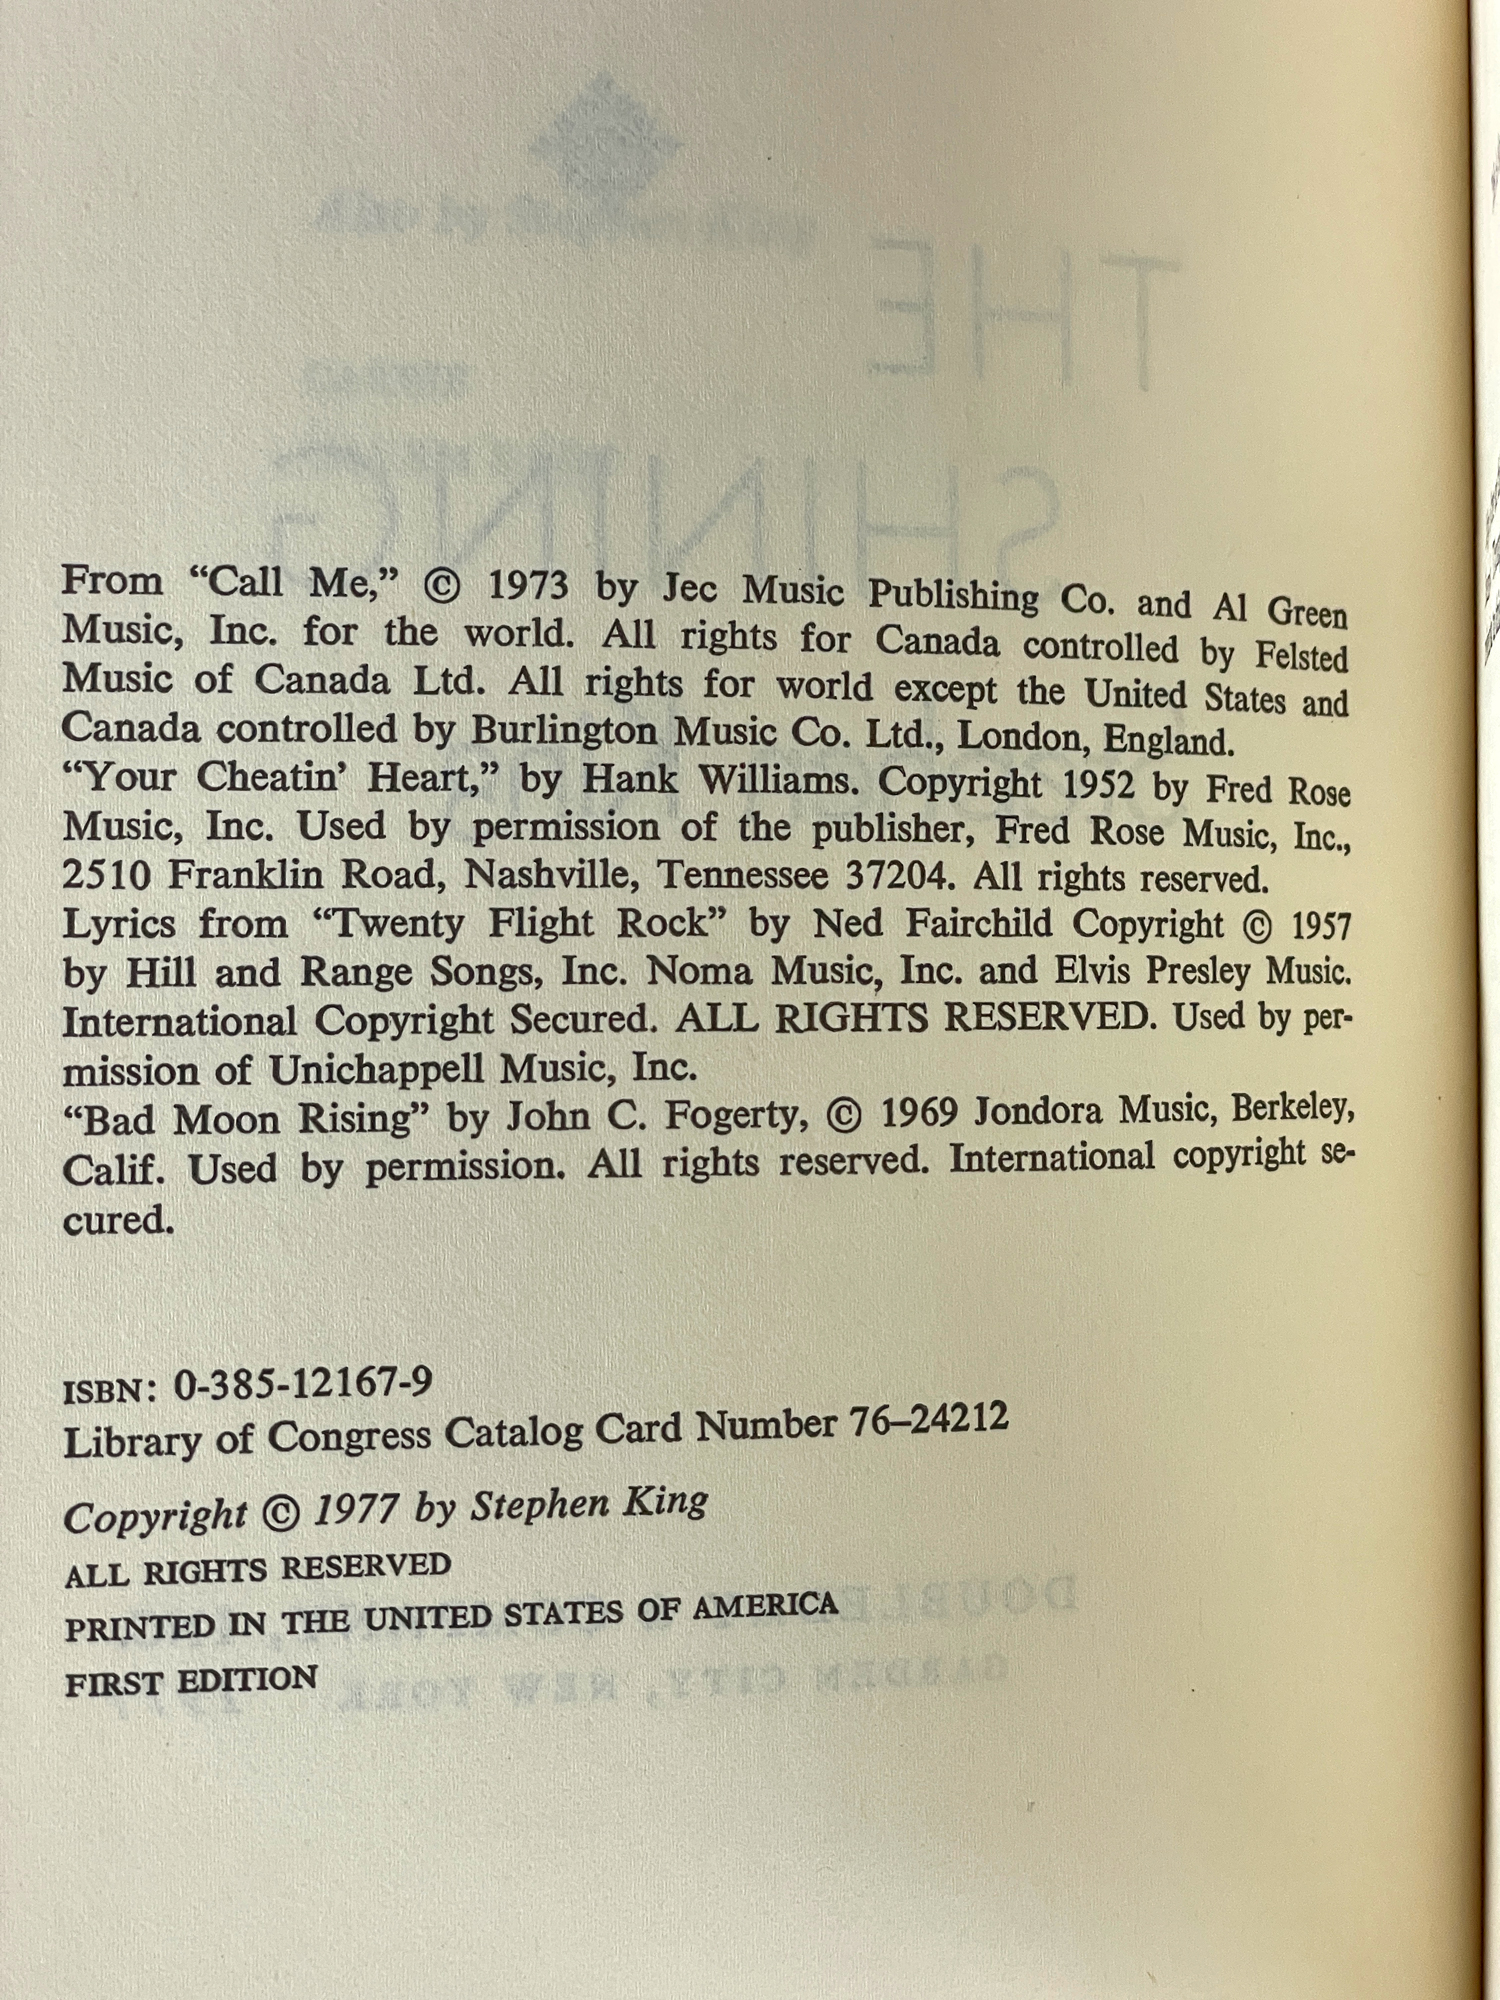 From “Call Me,” © 1973 by Jec Music Publishing Co. and Al Green
Music, Inc. for the world. All rights for Canada controlled by Felsted
Music of Canada Ltd. All rights for world except the United States and
Canada controlled by Burlington Music Co. Ltd., London, England.
“Your Cheatin’ Heart,” by Hank Williams. Copyright 1952 by Fred Rose
Music, Inc. Used by permission of the publisher, Fred Rose Music, Inc.,
2510 Franklin Road, Nashville, Tennessee 37204. All rights reserved.
Lyrics from “Twenty Flight Rock” by Ned Fairchild Copyright © 1957
by Hill and Range Songs, Inc. Noma Music, Inc. and Elvis Presley Music.
International Copyright Secured. ALL RIGHTS RESERVED. Used by per-
mission of Unichappell Music, Inc.
“Bad Moon Rising” by John C. Fogerty, © 1969 Jondora Music, Berkeley,
Calif. Used by permission. All rights reserved. International copyright se-
cured.
ISBN: 0-385-12167-9
Library of Congress Catalog Card Number 76–24212
Copyright © 1977 by Stephen King
ALL RIGHTS RESERVED
PRINTED IN THE UNITED STATES OF AMERICA
FIRST EDITION
THE
SHINING
GARDEN CITY, NEW YORK